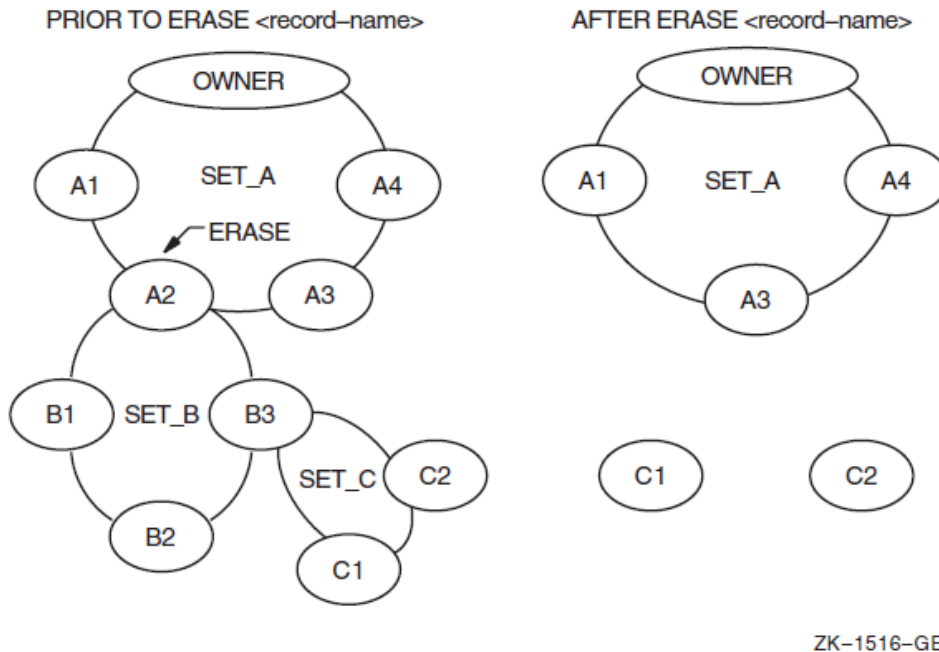 PRIOR TO ERASE <record–name>
AFTER ERASE <record–name>
OWNER
A1
SET_A
A4
ERASE
A2
A3
B1
SET_B
B3
SET_C
C2
B2
C1
OWNER
A1
SET_A
A4
A3
C1
C2
ZK–1516–GE